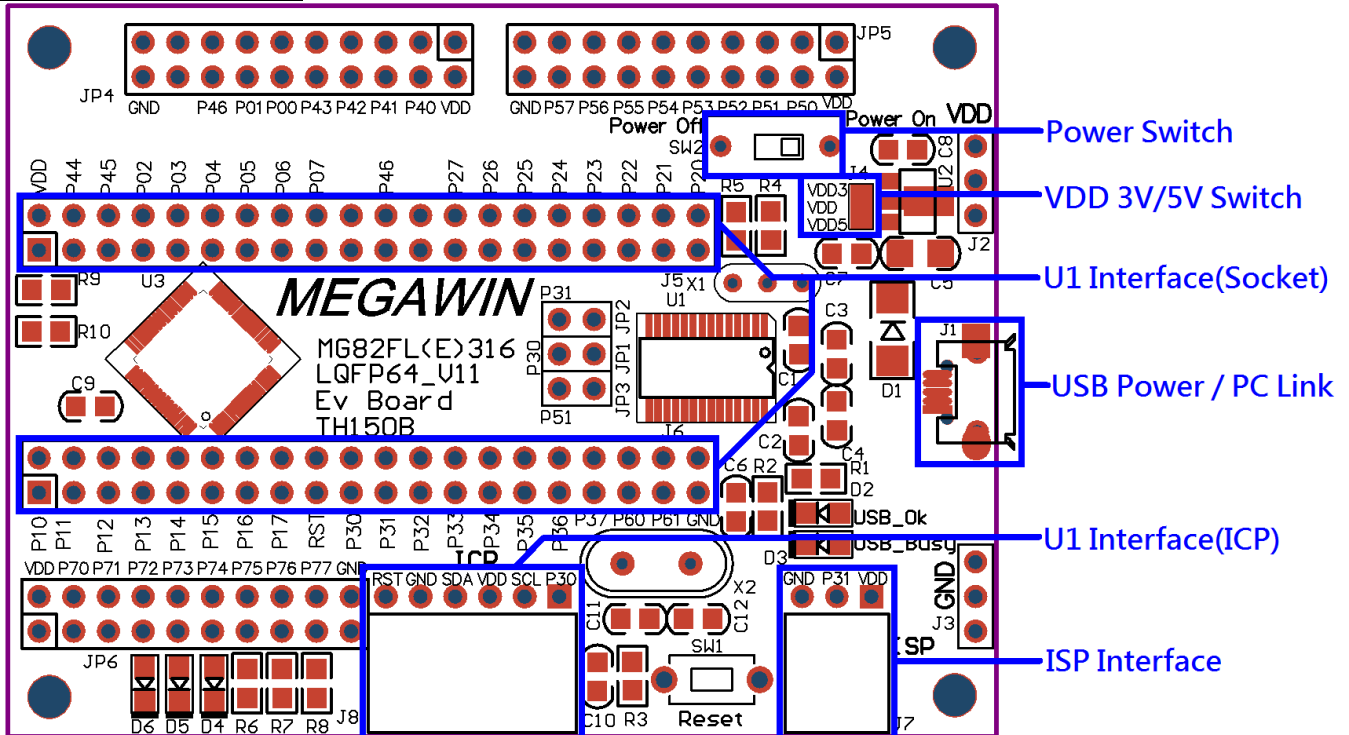 JP5
JP4
GND P46 P01 P00 P43 P42 P41 P40 VDD
GND P57 P56 P55 P54 P53 P52 P51 P50 VDD
Power Off
Power On
VDD
SW2
C8
Power Switch
VDD P44 P45 P02 P03 P04 P05 P06 P07 P46 P27 P26 P25 P24 P23 P22 P21 P20
R5 R4
J4
VDD3
VDD
VDD5
U2
VDD 3V/5V Switch
J2
C7
C5
R9
U3
MEGAWIN
P31
JP2
J5
X1
U1
U1 Interface(Socket)
R10
MG82FL(E)316
LQFP64_V11
Ev Board
TH150B
P30
JP1
P51
JP3
C3
C1
D1
J1
USB Power / PC Link
C9
J6
C2
C4
C6 R2
R1
D2
USB_Ok
USB_Busy
D3
P10 P11 P12 P13 P14 P15 P16 P17 RST P30 P31 P32 P33 P34 P35 P36 P37 P60 P61 GND
U1 Interface(ICP)
ICP
VDD P70 P71 P72 P73 P74 P75 P76 P77 GND
RST GND SDA VDD SCL P30
X2
GND P31 VDD
GND
J3
C11
C12
JP6
SW1
ISP
ISP Interface
D6 D5 D4 R6 R7 R8
J8
C10 R3
Reset
J7